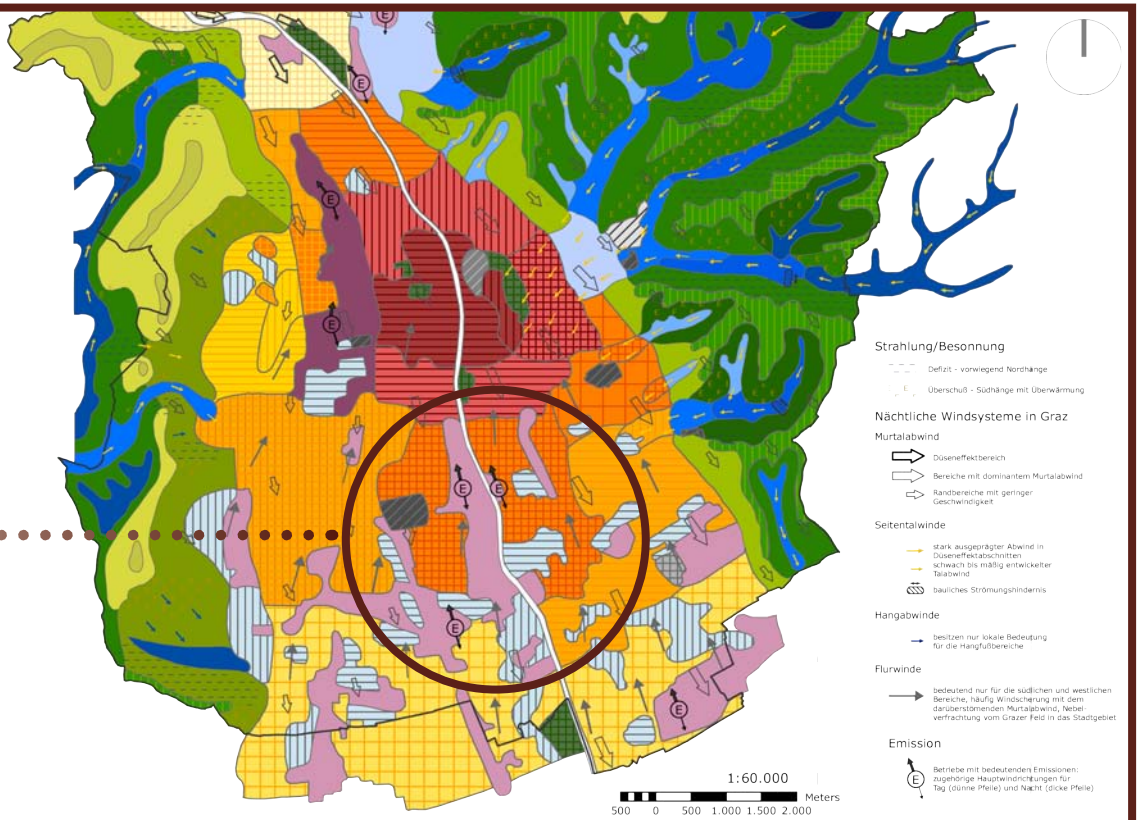 E
E
E
E
E
E
E
E
Strahlung/Besonnung
Defizit - vorwiegend Nordhänge
E Überschuß - Südhänge mit Überwärmung
Nächtliche Windsysteme in Graz
Murtalabwind
Düseneffektbereich
Bereiche mit dominantem Murtalabwind
Randbereiche mit geringer
Geschwindigkeit
Seitentalwinde
stark ausgeprägter Abwind in
Düseneffektabschnitten
schwach bis mäßig entwickelter
Talabwind
bauliches Strömungshindernis
Hangabwinde
besitzen nur lokale Bedeutung
für die Hangfußbereiche
Flurwinde
bedeutend nur für die südlichen und westlichen
Bereiche, häufig Windscherung mit dem
darüberstömenden Murtalabwind, Nebel-
verfrachtung vom Grazer Feld in das Stadtgebiet
Emission
E
Betriebe mit bedeutenden Emissionen:
zugehörige Hauptwindrichtungen für
Tag (dünne Pfeile) und Nacht (dicke Pfeile)
1:60.000
Meters
500 0 500 1.000 1.500 2.000